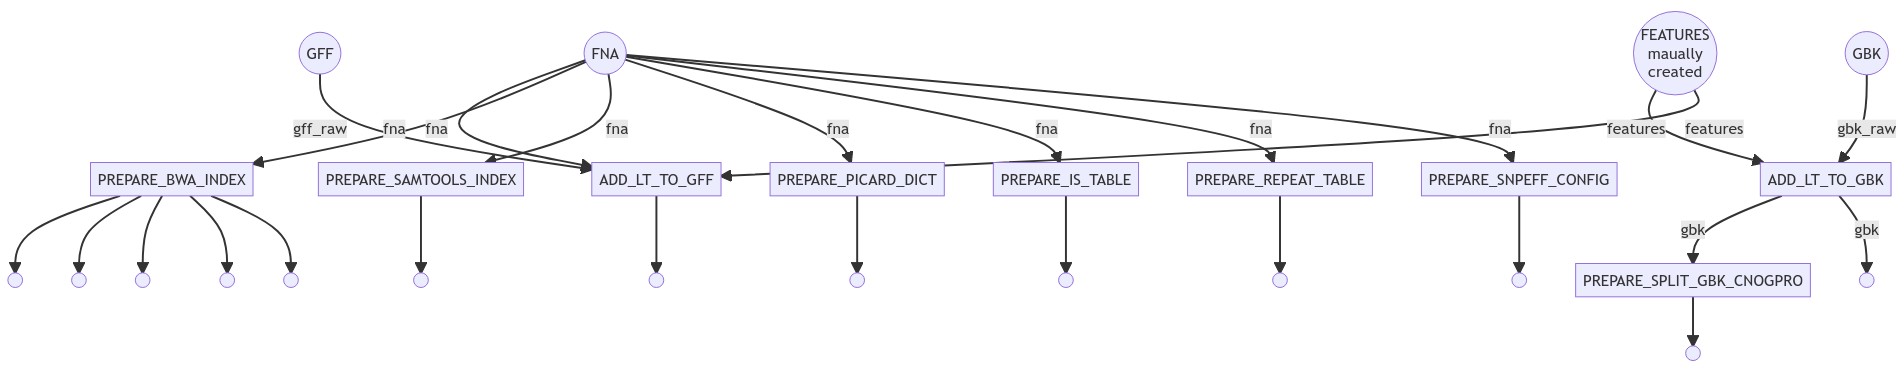 GFF
FNA
FEATURES
maually
created
GBK
gff_raw
fna
fna
fna
fna
fna
fna
fna
features
features
gbk_raw
PREPARE_BWA_INDEX
PREPARE_SAMTOOLS_INDEX
ADD_LT_TO_GFF
PREPARE_PICARD_DICT
PREPARE_IS_TABLE
PREPARE_REPEAT_TABLE
PREPARE_SNPEFF_CONFIG
ADD_LT_TO_GBK
gbk
gbk
PREPARE_SPLIT_GBK_CNOGPRO